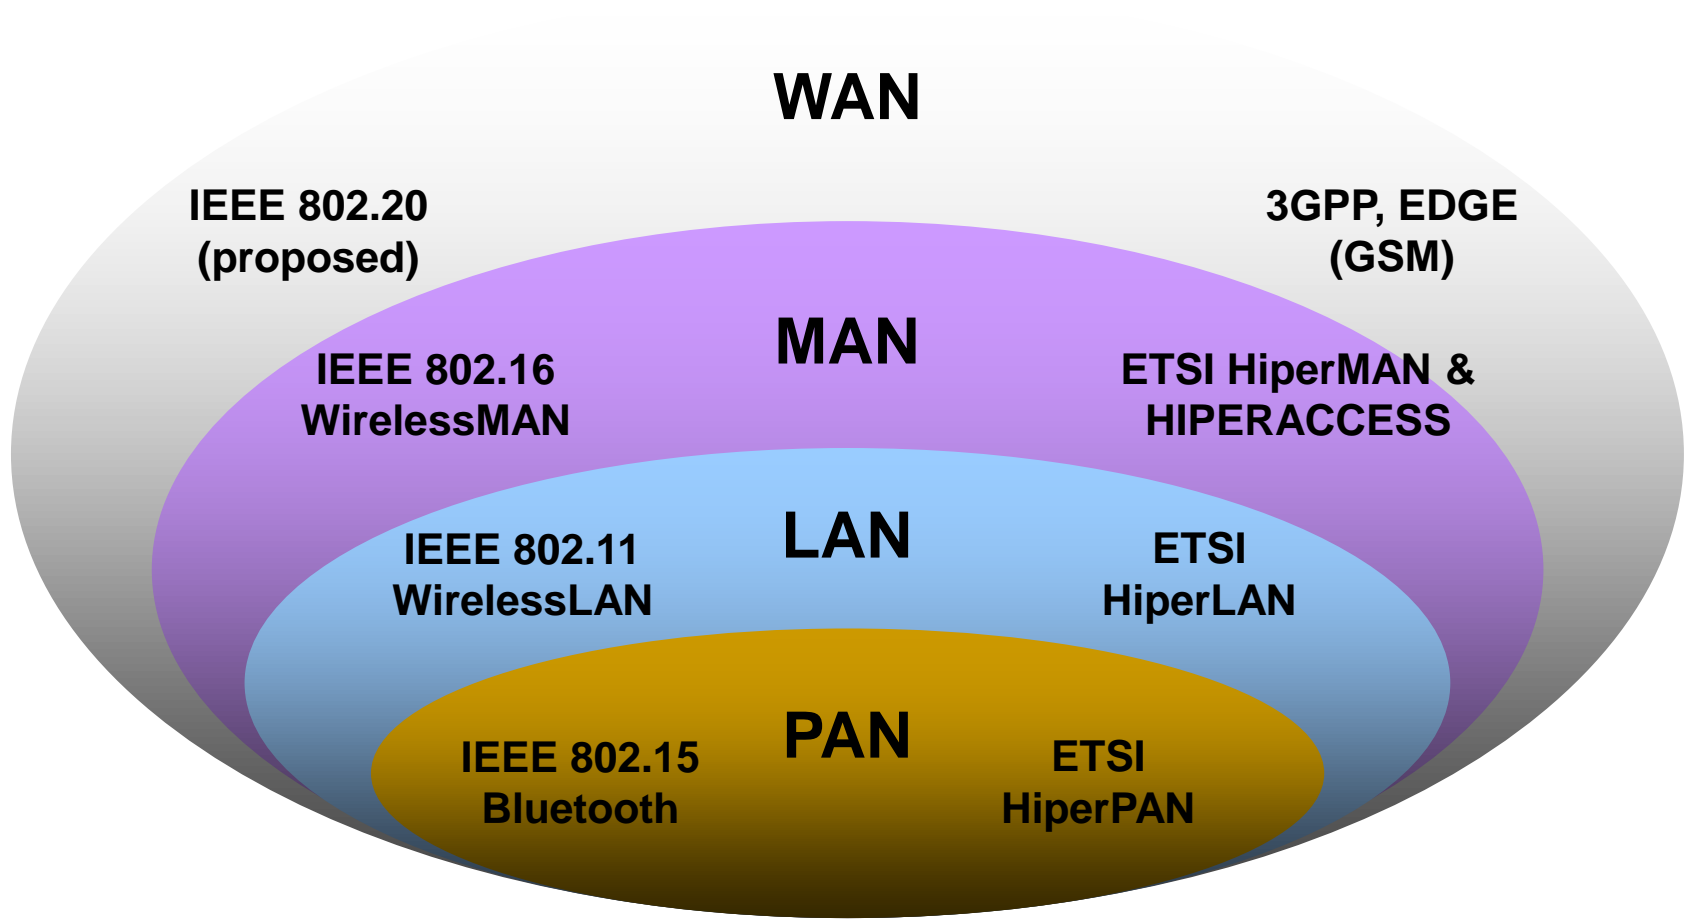 WAN
IEEE 802.20
(proposed)
3GPP, EDGE
(GSM)
MAN
IEEE 802.16
WirelessMAN
ETSI HiperMAN &
HIPERACCESS
LAN
IEEE 802.11
WirelessLAN
ETSI
HiperLAN
PAN
IEEE 802.15
Bluetooth
ETSI
HiperPAN